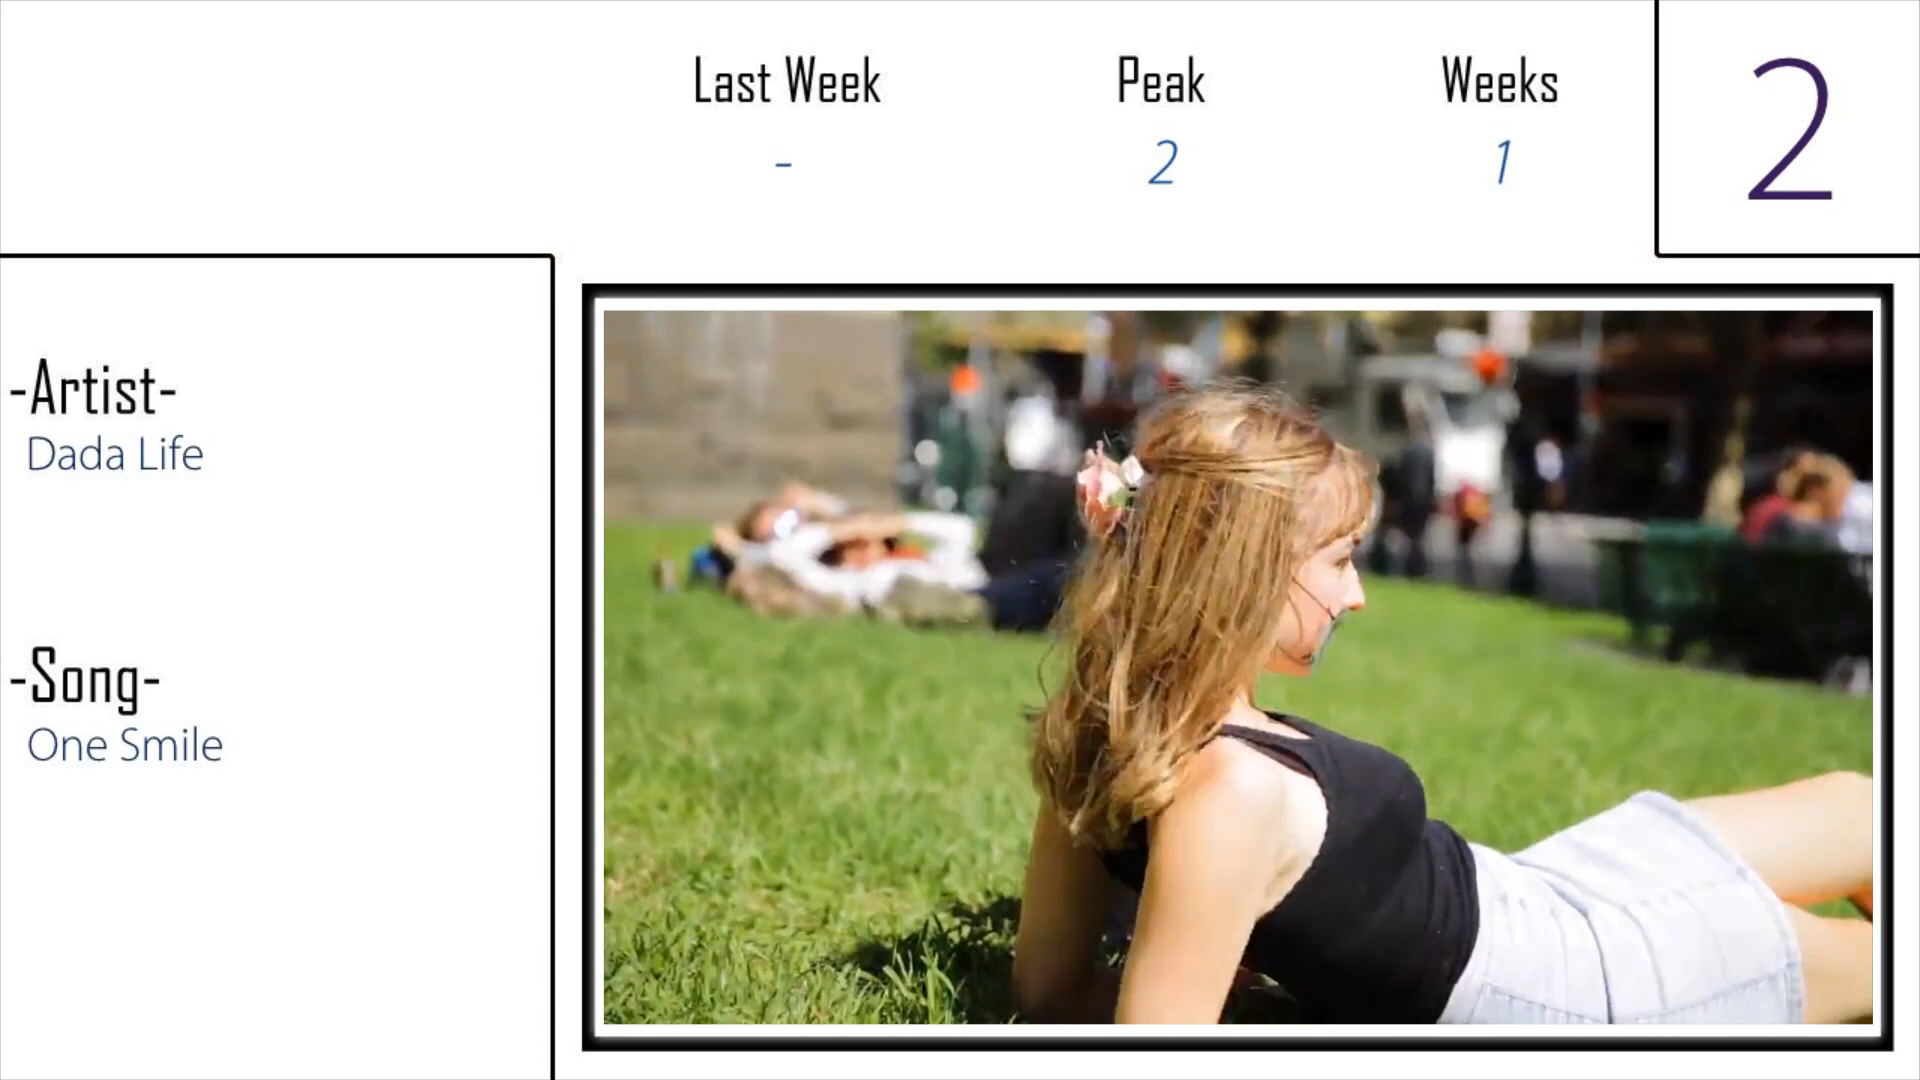 Last Week
Peak
Weeks
-
2
1
2
-Artist-
Dada Life
-Song-
One Smile